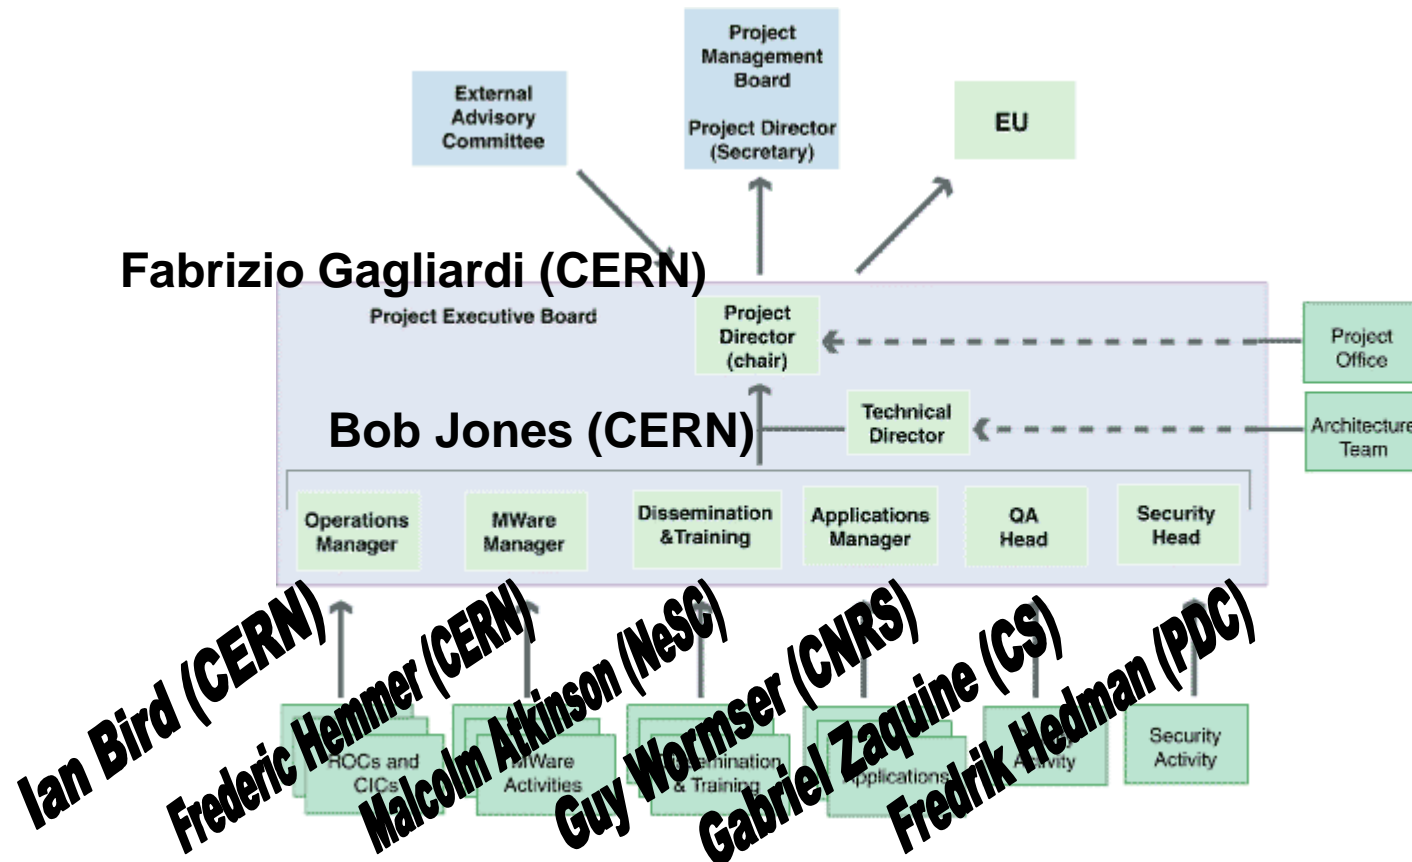 Project
Management
Board
Project Director
(Secretary)
External
Advisory
Committee
EU
Fabrizio Gagliardi (CERN)
Project Executive Board
Project
Director
(chair)
Project
Office
Bob Jones (CERN)
Technical
Director
Architecture
Team
Operations
Manager
MWare
Manager
Dissemination
&Training
Applications
Manager
QA
Head
Security
Head
Ian Bird (CERN)
Frederic Hemmer (CERN)
Malcolm Atkinson (NeSC)
Guy Wormser (CNRS)
Gabriel Zaquine (CS)
Fredrik Hedman (PDC)
ROCs and
CICs
MWare
Activities
Dissemination
& Training
Applications
Activity
Security
Activity